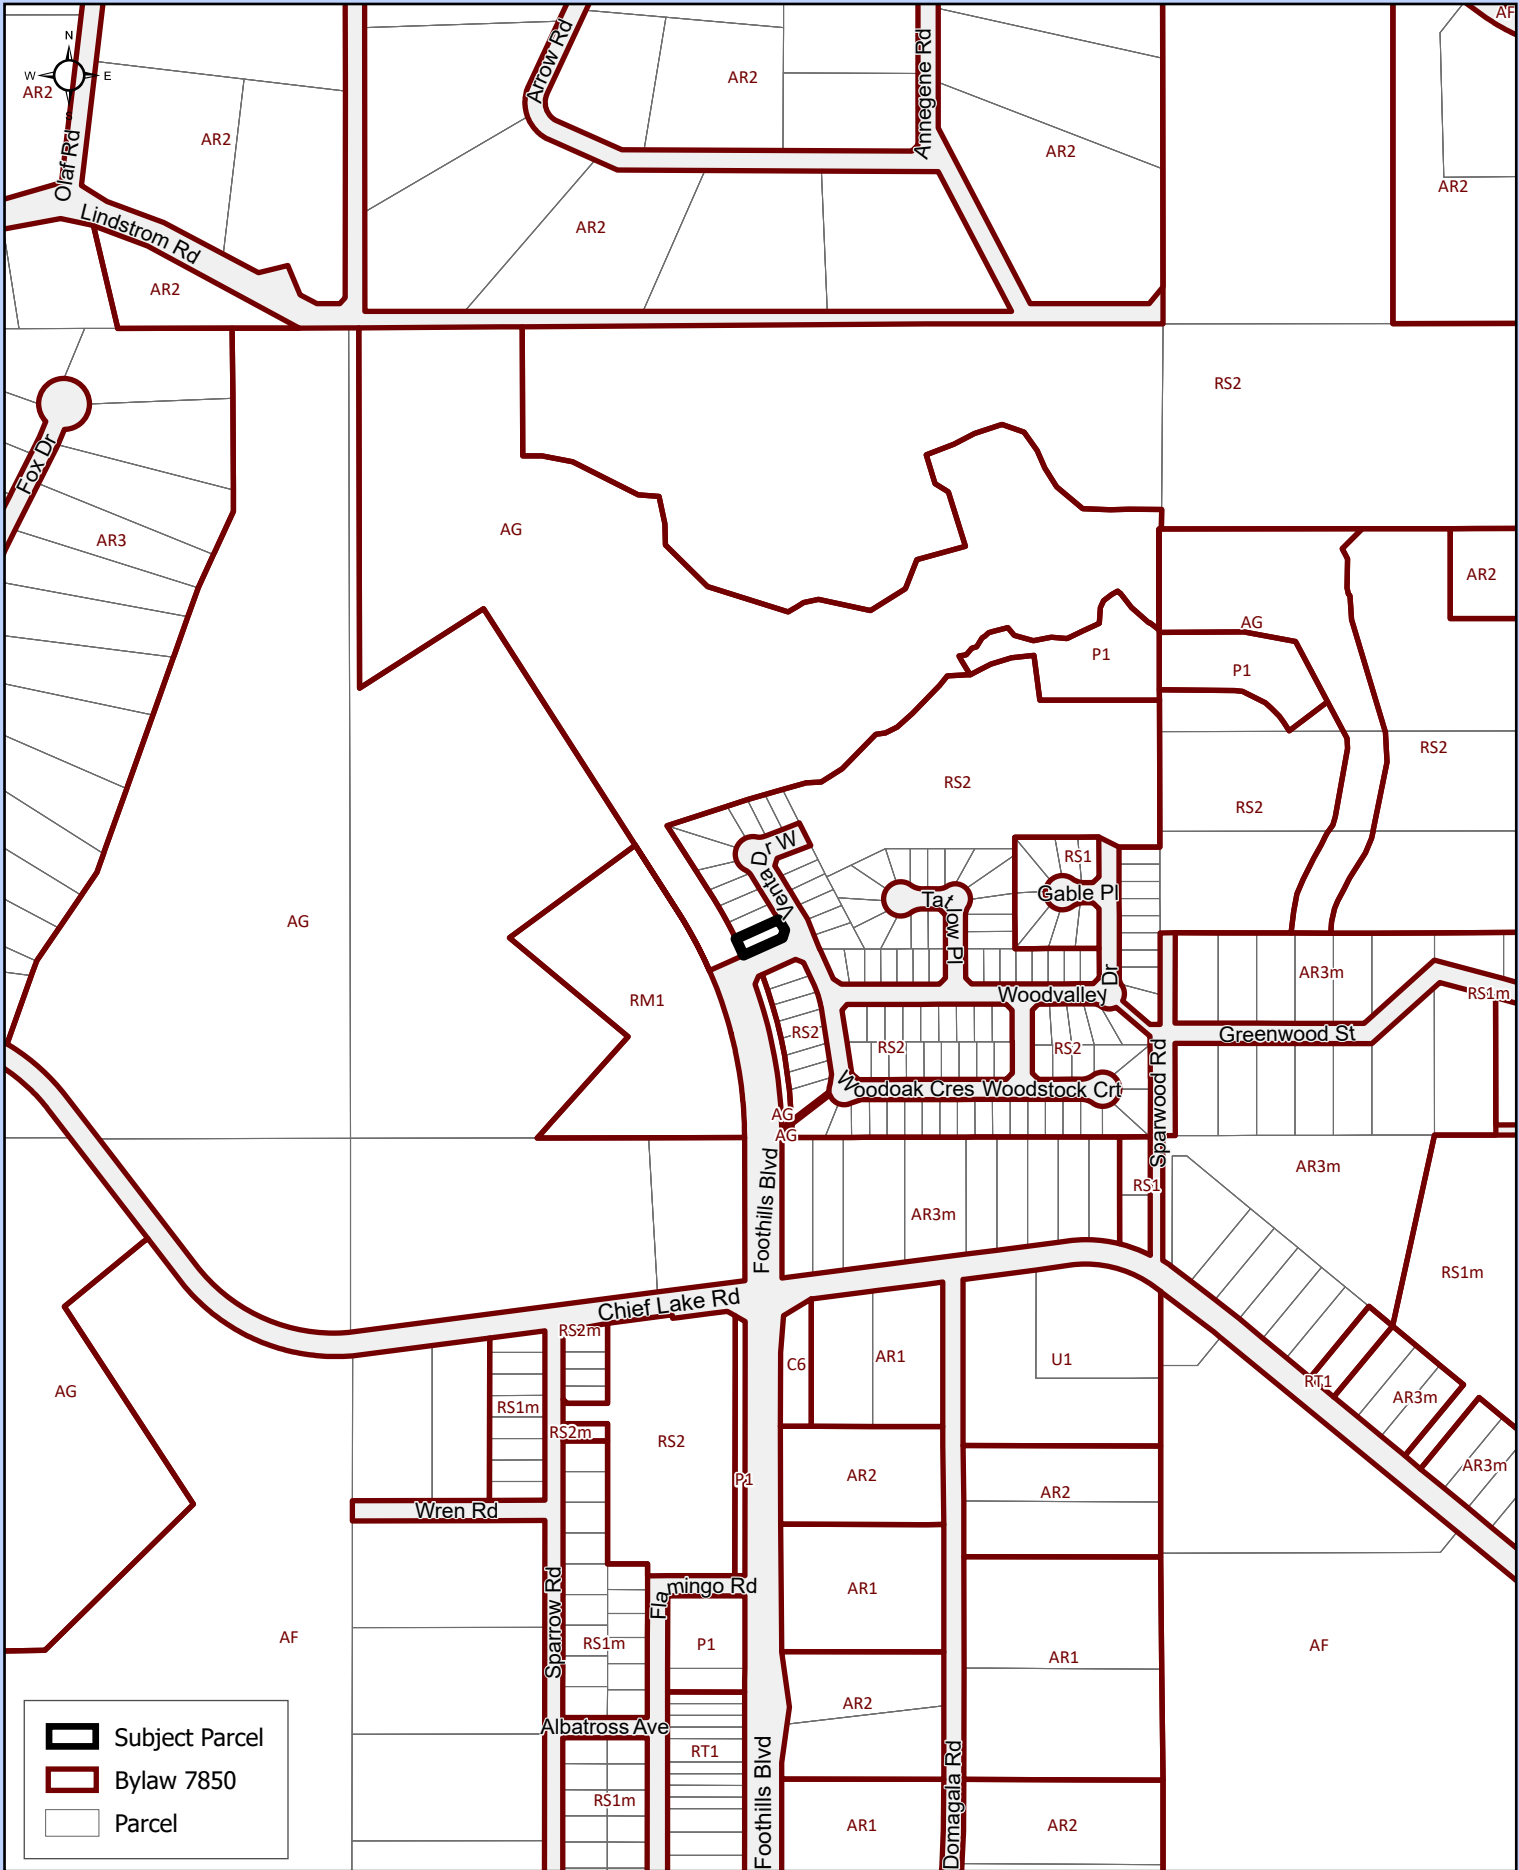 AF
N
W E
S
AR2
Olaf Rd
AR2
Arrow Rd
AR2
Annegene Rd
AR2
AR2
Lindstrom Rd
AR2
AR2
RS2
Fox Dr
AR3
AG
AR2
AG
P1
P1
RS2
RS2
RS2
Venta Dr W
RS1
Gable Pl
Ta low Pl
AG
RM1
AR3m
RS1m
Woodvalley Dr
Greenwood St
RS2
RS2
RS2
Woodoak Cres
Woodstock Crt
Sparwood Rd
AG
AG
AR3m
RS1
AR3m
Foothills Blvd
RS1m
Chief Lake Rd
RS2m
C6
AR1
U1
RT1
AR3m
AG
RS1m
RS2m
RS2
P1
AR2
AR2
AR3m
Wren Rd
Sparrow Rd
Flamingo Rd
AR1
AF
RS1m
P1
AR1
AF
AR2
Albatross Ave
RT1
Foothills Blvd
Domagala Rd
RS1m
AR1
AR2
Subject Parcel
Bylaw 7850
Parcel